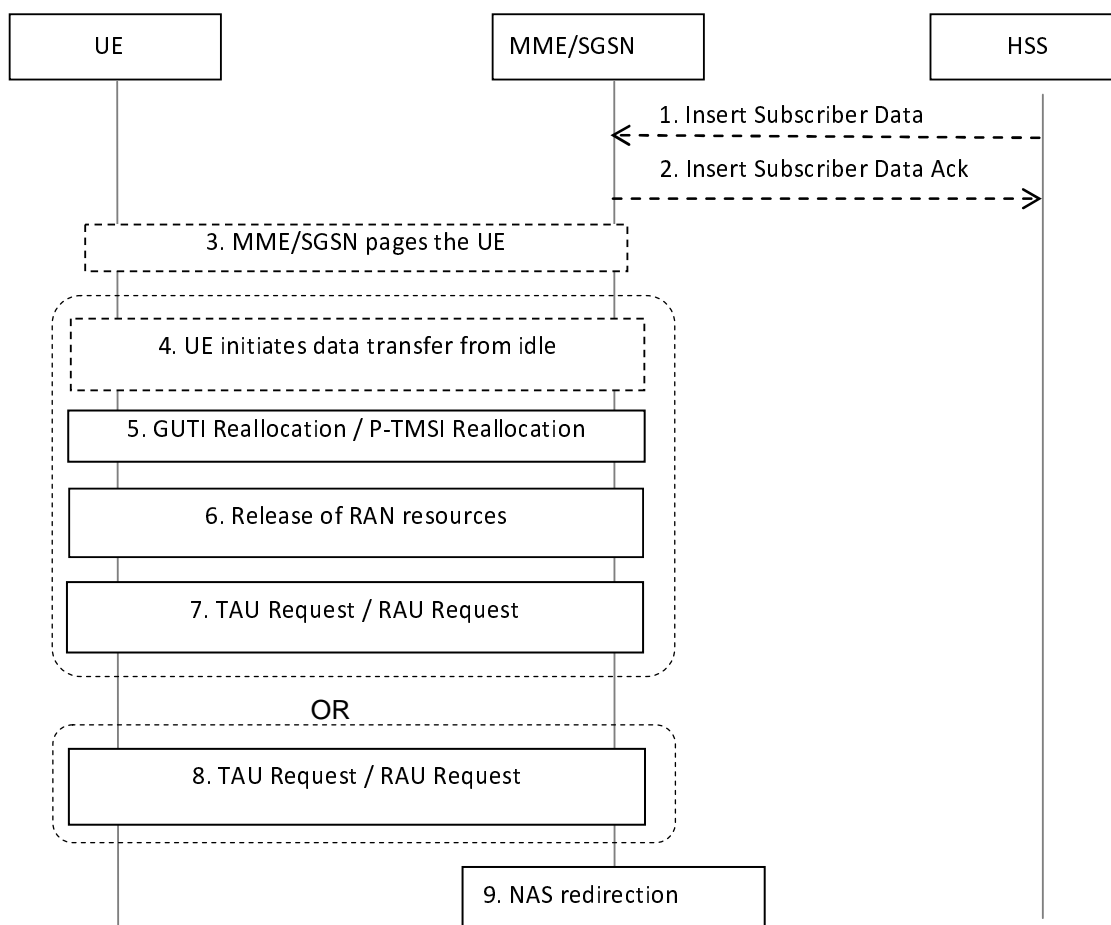 UE
MME/SGSN
HSS
1. Insert Subscriber Data
2. Insert Subscriber Data Ack
3. MME/SGSN pages the UE
4. UE initiates data transfer from idle
5. GUTI Reallocation / P-TMSI Reallocation
6. Release of RAN resources
7. TAU Request / RAU Request
OR
8. TAU Request / RAU Request
9. NAS redirection